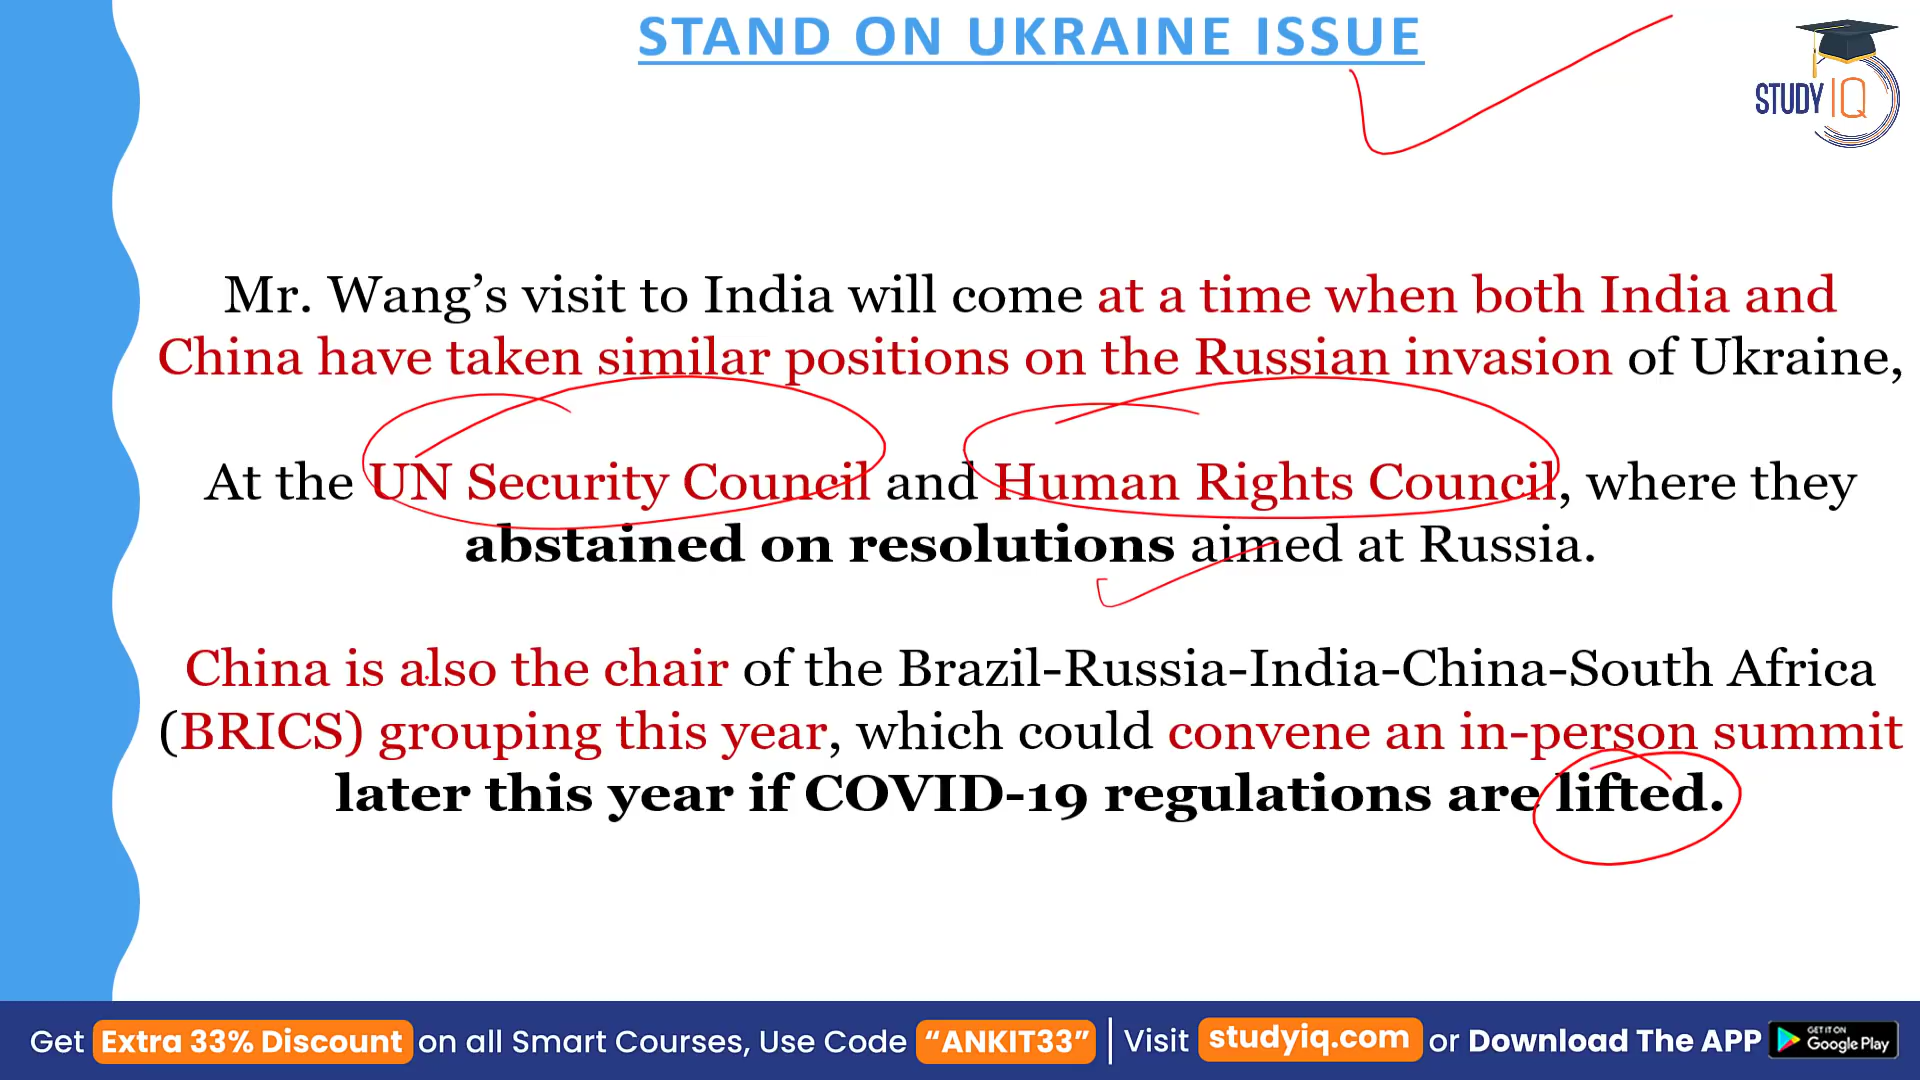 STAND ON UKRAINE ISSUE
STUDY IQ
Mr. Wang’s visit to India will come at a time when both India and
China have taken similar positions on the Russian invasion of Ukraine,
At the UN Security Council and Human Rights Council, where they
abstained on resolutions aimed at Russia.
China is also the chair of the Brazil-Russia-India-China-South Africa
(BRICS) grouping this year, which could convene an in-person summit
later this year if COVID-19 regulations are lifted.
Get Extra 33% Discount on all Smart Courses, Use Code “ANKIT33” | Visit studyiq.com or Download The APP GET IT ON Google Play